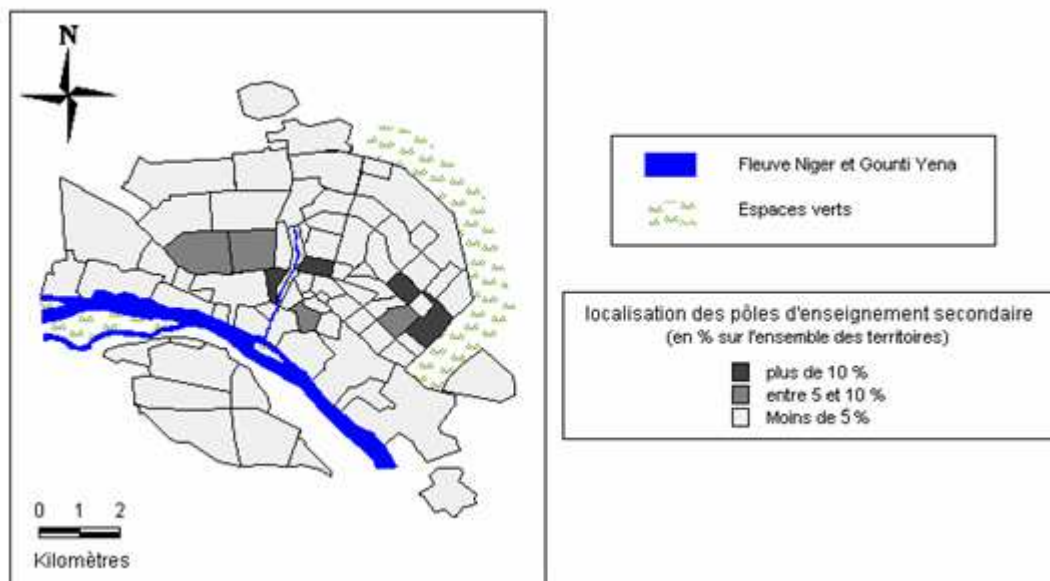 N
0 1 2
Kilomètres
Fleuve Niger et Gounti Yena
Espaces verts
localisation des pôles d'enseignement secondaire
(en % sur l'ensemble des territoires)
plus de 10 %
entre 5 et 10 %
Moins de 5 %